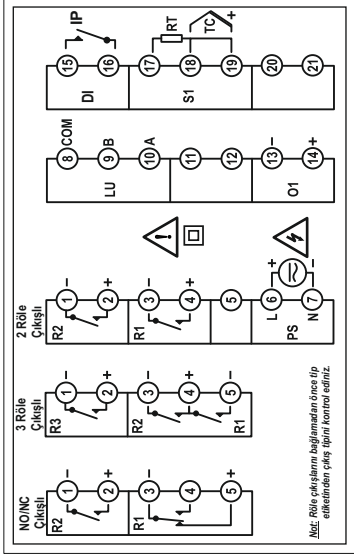 NO/NC
Çıkışlı
R2
1 −
2 +
R1
3 −
4
5 +
3 Röle
Çıkışlı
R3
1 −
2 +
R2
3 −
4 +
5 −
R1
2 Röle
Çıkışlı
R2
1 −
2 +
R1
3 −
4 +
5
PS
L 6 +
N 7 −
LU
8 COM
9 B
10 A
11
12
O1
13 −
14 +
DI
15
16
IP
S1
17
18
19
RT
TC
+
20
21
Not: Röle çıkışlarını bağlamadan önce tip
etiketinden çıkış tipini kontrol ediniz.